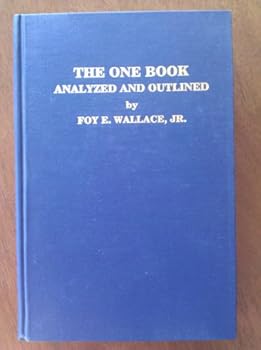 THE ONE BOOK
ANALYZED AND OUTLINED
by
FOY E. WALLACE, JR.